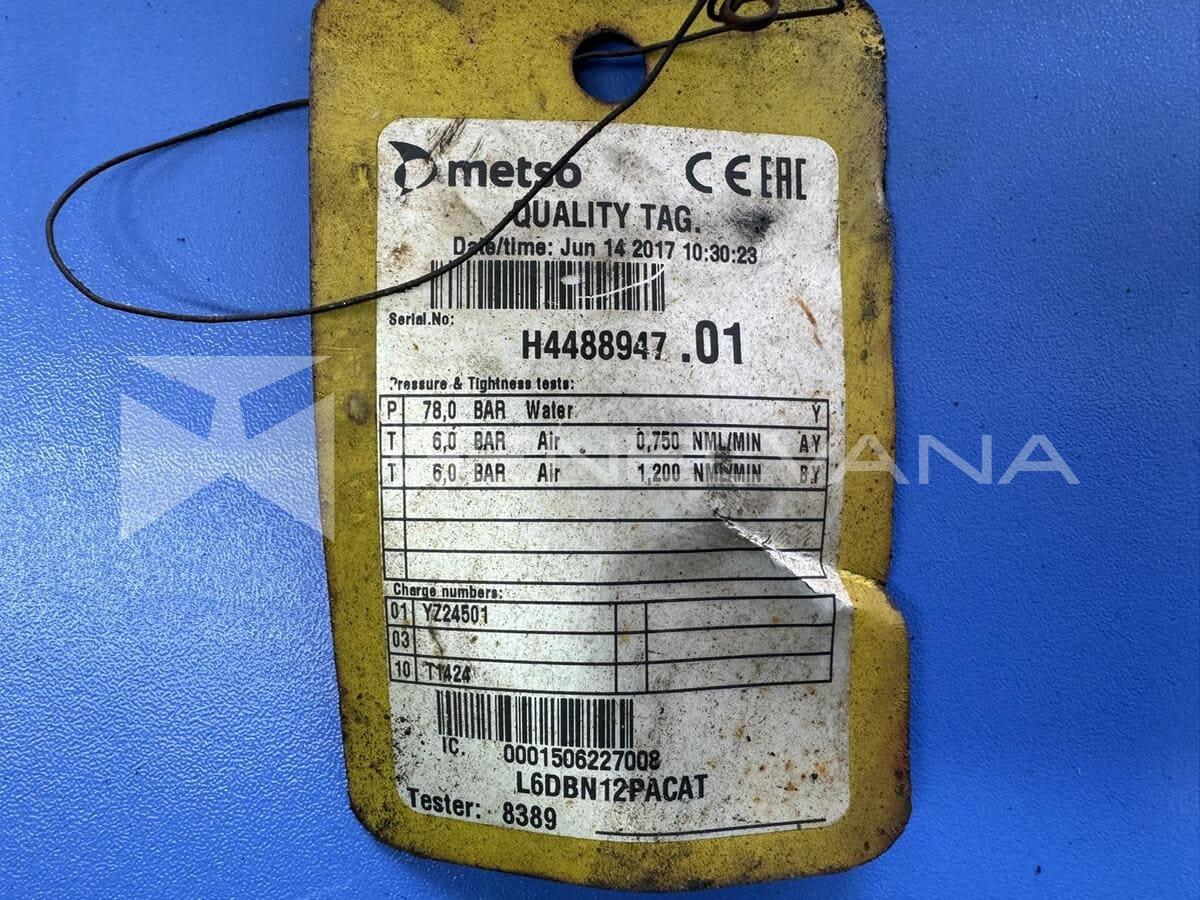 metso CE EAC
QUALITY TAG.
Date/time: Jun 14 2017 10:30:23
Serial.No:
H4488947 .01
Pressure & Tightness tests:
P 78,0 BAR Water Y
T 6,0 BAR Air 0,750 NML/MIN AY
T 6,0 BAR Air 1,200 NML/MIN BY
Charge numbers:
01 YZ24501
03
10 T1424
IC. 0001506227008
L6DBN12PACAT
Tester: 8389